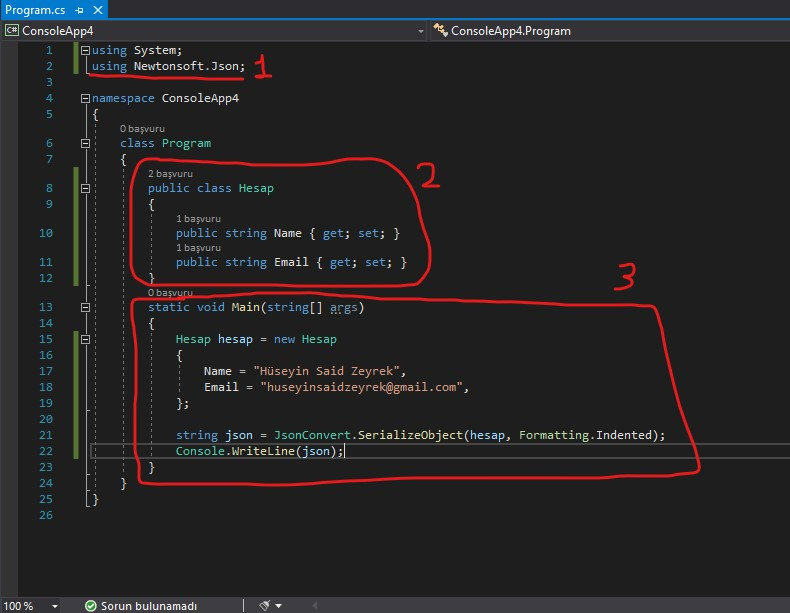 Program.cs
ConsoleApp4
ConsoleApp4.Program
1 using System;
2 using Newtonsoft.Json; 1
3
4 namespace ConsoleApp4
5 {
0 başvuru
6 class Program
7 {
2 başvuru 2
8 public class Hesap
9 {
1 başvuru
10 public string Name { get; set; }
1 başvuru
11 public string Email { get; set; }
12 }
0 başvuru 3
13 static void Main(string[] args)
14 {
15 Hesap hesap = new Hesap
16 {
17 Name = "Hüseyin Said Zeyrek",
18 Email = "huseyinsaidzeyrek@gmail.com",
19 };
20
21 string json = JsonConvert.SerializeObject(hesap, Formatting.Indented);
22 Console.WriteLine(json);
23 }
24 }
25 }
26
100 % Sorun bulunamadı